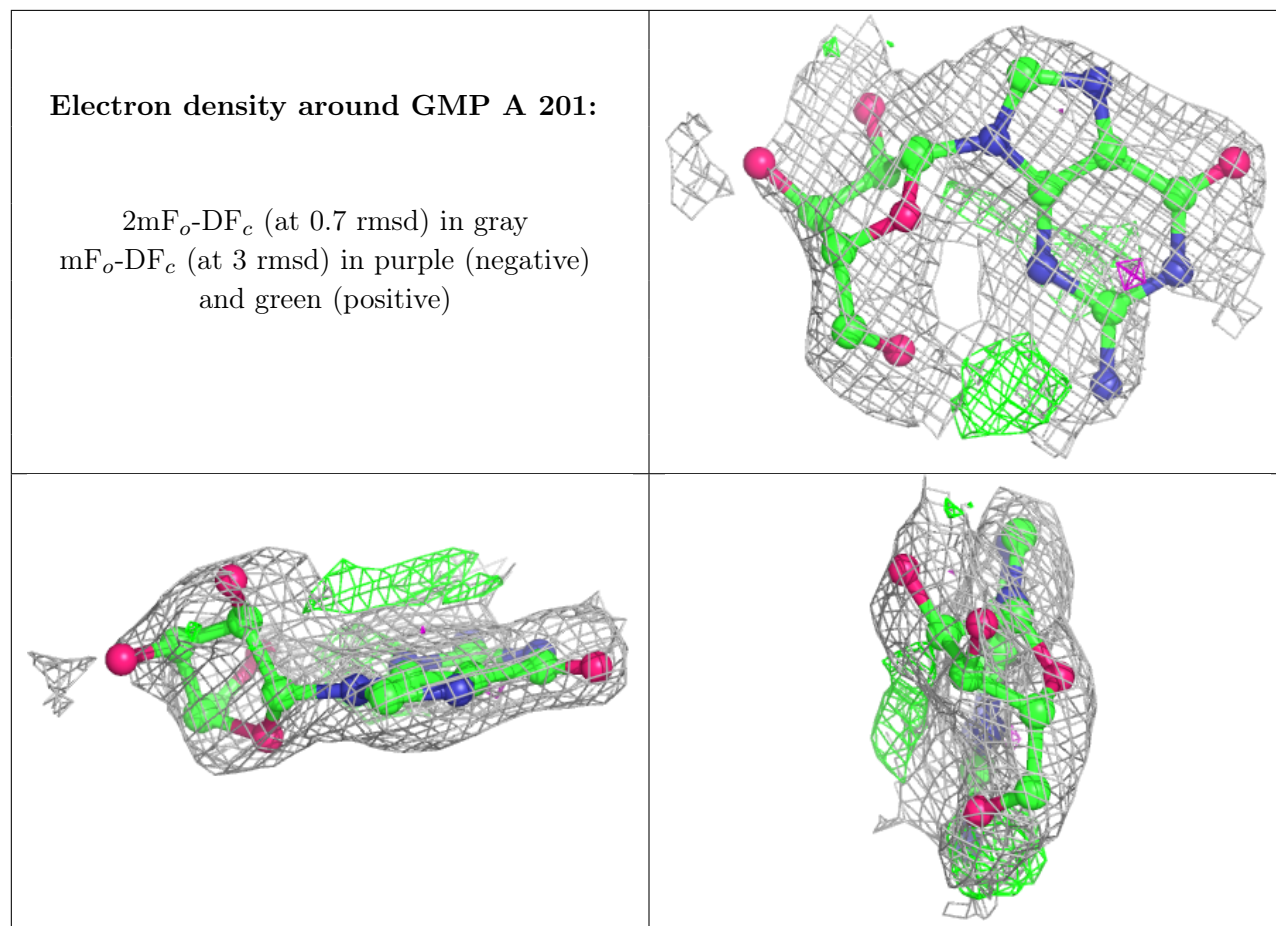 Electron density around GMP A 201:
2mFo-DFc (at 0.7 rmsd) in gray
mFo-DFc (at 3 rmsd) in purple (negative)
and green (positive)